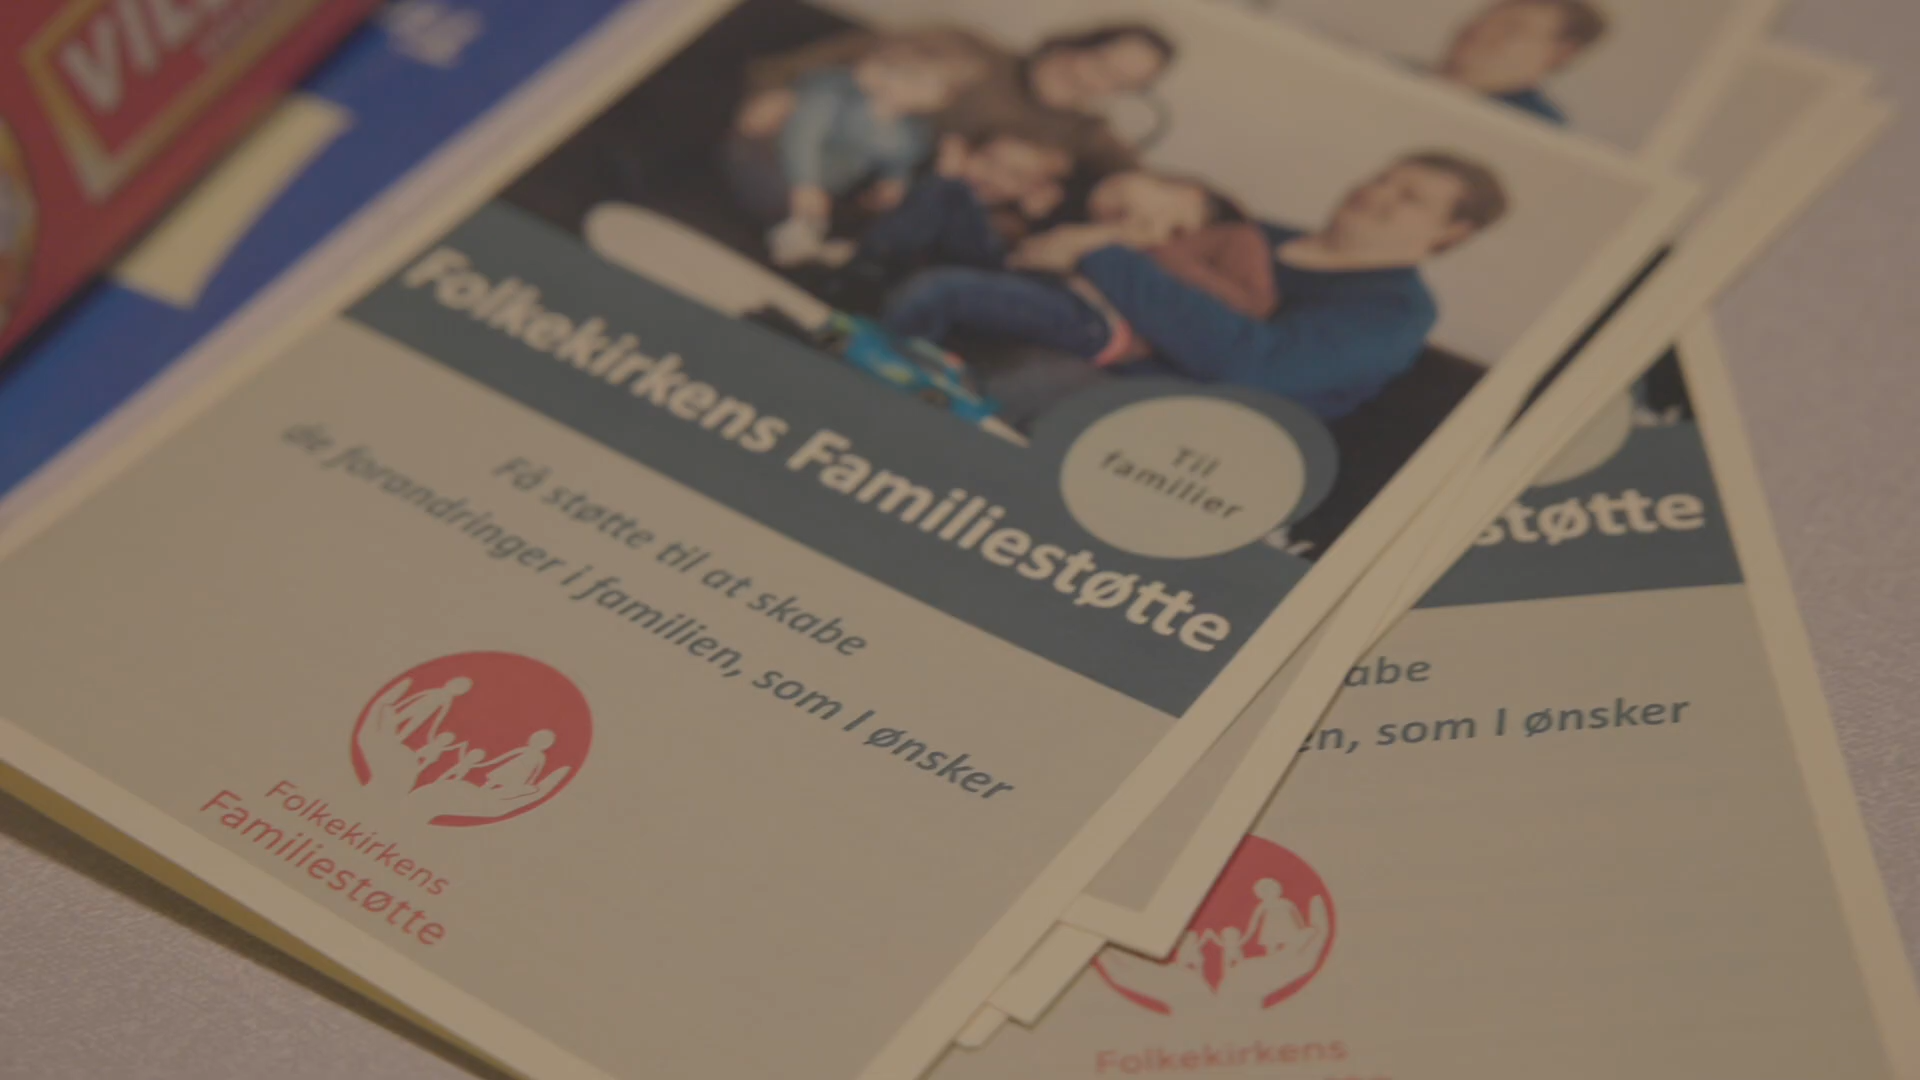 Til
familier
Folkekirkens Familiestøtte
Få støtte til at skabe
de forandringer i familien, som I ønsker
Folkekirkens
Familiestøtte
støtte
abe
en, som I ønsker
Folkekirkens